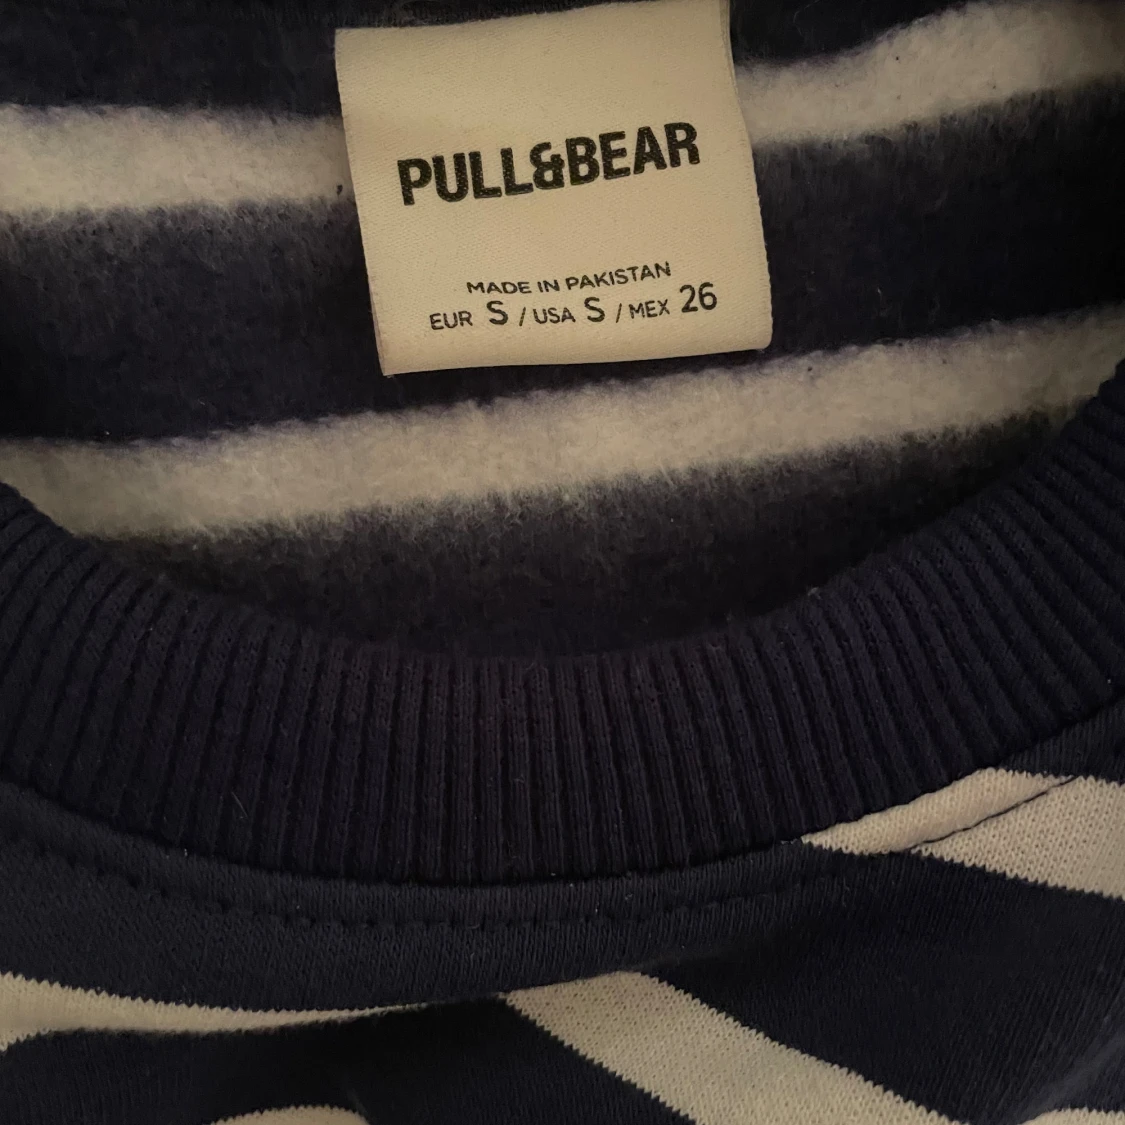 PULL&BEAR
MADE IN PAKISTAN
EUR S / USA S / MEX 26